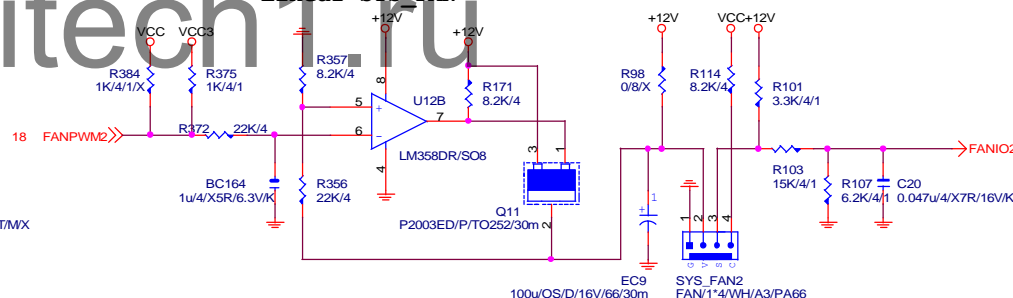 itech1.ru
VCC
VCC3
+12V
+12V
+12V
VCC
+12V
R384
1K/4/1/X
R375
1K/4/1
R357
8.2K/4
R171
8.2K/4
R98
0/8/X
R114
8.2K/4
R101
3.3K/4/1
8
5
+
U12B
7
18 FANPWM2
R372
22K/4
6
-
LM358DR/SO8
FANIO2
4
3
1
BC164
1u/4/X5R/6.3V/K
R356
22K/4
R103
15K/4/1
R107
6.2K/4/1
C20
0.047u/4/X7R/16V/K
T/M/X
Q11
P2003ED/P/TO252/30m
2
+
1
1
2
3
4
G
V
S
C
EC9
100u/OS/D/16V/66/30m
SYS_FAN2
FAN/1*4/WH/A3/PA66